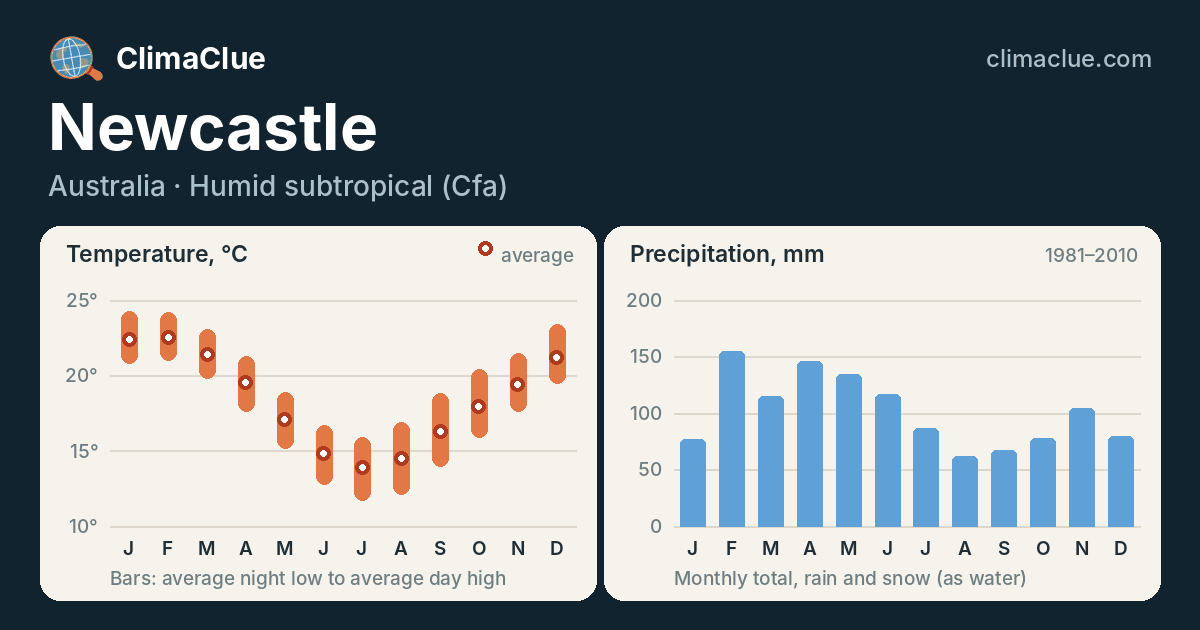 ClimaClue
climaclue.com
Newcastle
Australia · Humid subtropical (Cfa)
Temperature, °C
average
25°
20°
15°
10°
J F M A M J J A S O N D
Bars: average night low to average day high
Precipitation, mm
1981–2010
200
150
100
50
0
J F M A M J J A S O N D
Monthly total, rain and snow (as water)